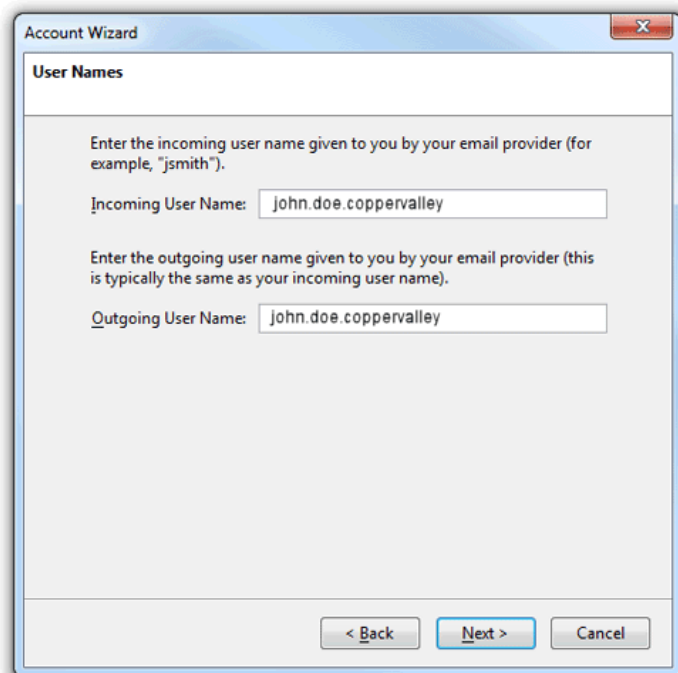 Account Wizard
User Names
Enter the incoming user name given to you by your email provider (for
example, "jsmith").
Incoming User Name: john.doe.coppervalley
Enter the outgoing user name given to you by your email provider (this
is typically the same as your incoming user name).
Outgoing User Name: john.doe.coppervalley
< Back Next > Cancel